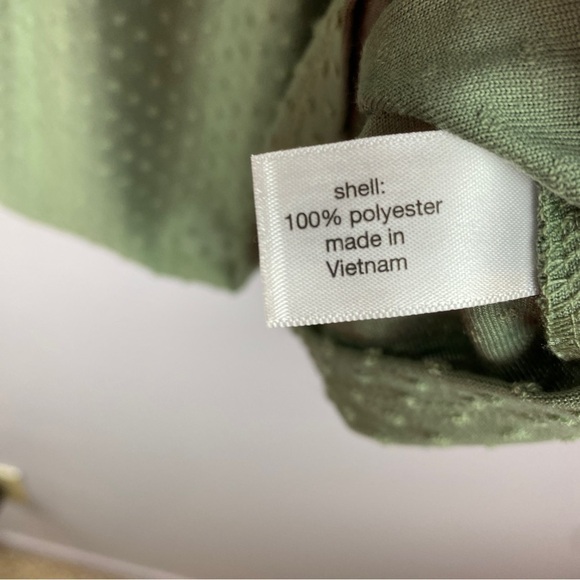 shell:
100% polyester
made in
Vietnam